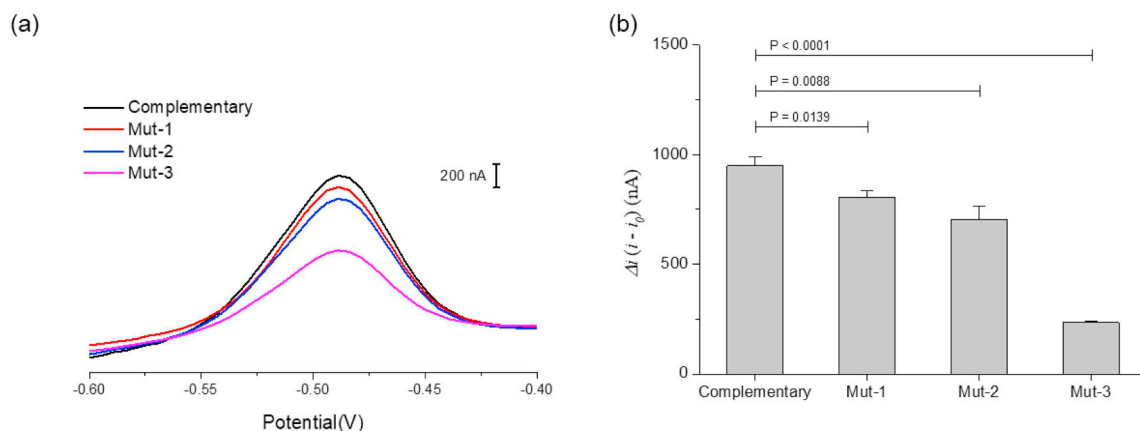 (a)
Complementary
Mut-1
Mut-2
Mut-3
200 nA
-0.60
-0.55
-0.50
-0.45
-0.40
Potential(V)
(b)
1500
1000
500
0
Δi (i - i₀) (nA)
P < 0.0001
P = 0.0088
P = 0.0139
Complementary
Mut-1
Mut-2
Mut-3